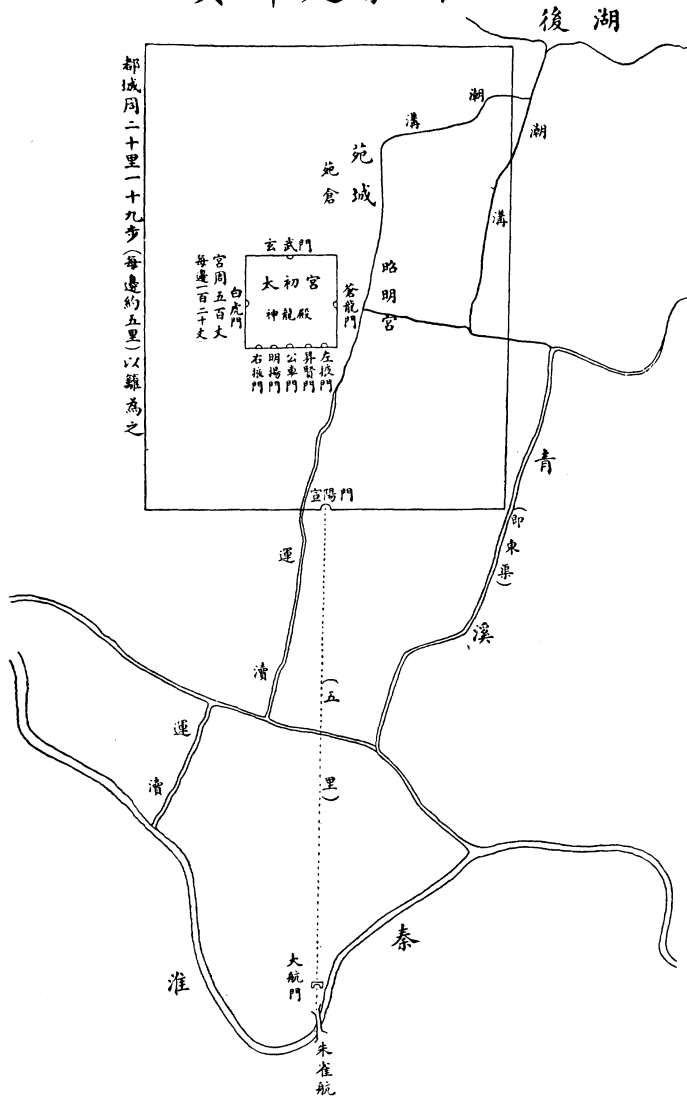 後湖
都城周二十里一十九步(每邊約五里)以籬為之
潮
溝
潮
溝
苑城
苑倉
玄武門
太初宮
神龍殿
宮周五百丈
每邊一百二十丈
白虎門
蒼龍門
昭明宮
右掖門
明揚門
公車門
昇賢門
左掖門
宣陽門
青
(即東渠)
溪
運
瀆
(五
里)
運
瀆
秦
淮
大航門
朱雀航